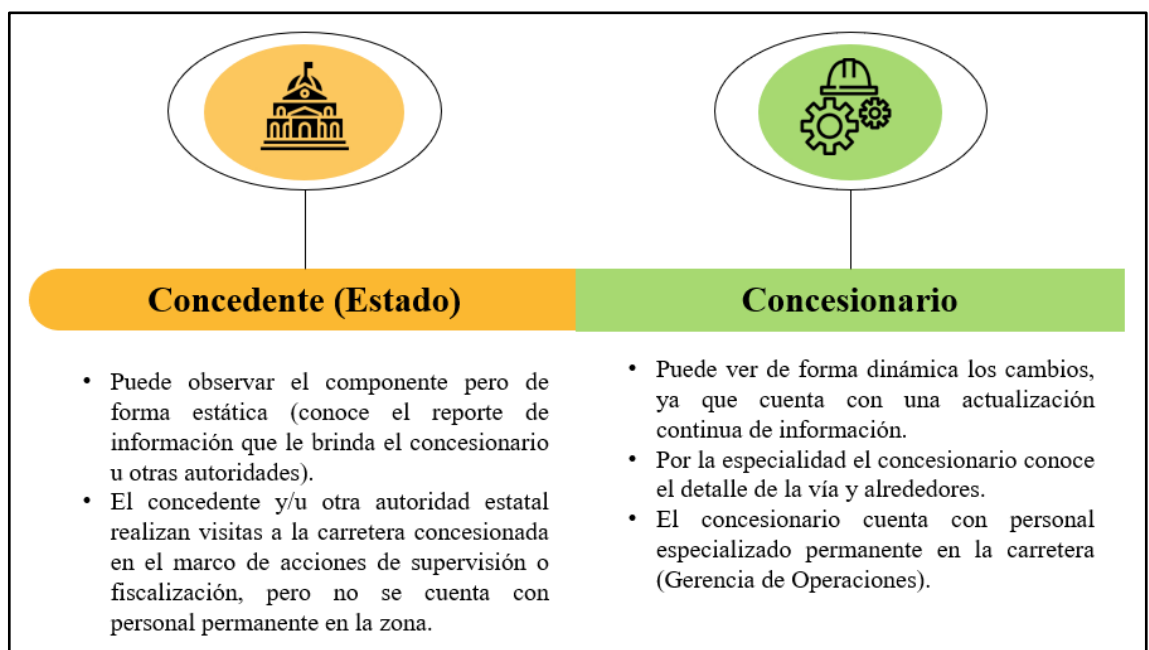 Concedente (Estado)
• Puede observar el componente pero de
forma estática (conoce el reporte de
información que le brinda el concesionario
u otras autoridades).
• El concedente y/u otra autoridad estatal
realizan visitas a la carretera concesionada
en el marco de acciones de supervisión o
fiscalización, pero no se cuenta con
personal permanente en la zona.
Concesionario
• Puede ver de forma dinámica los cambios,
ya que cuenta con una actualización
continua de información.
• Por la especialidad el concesionario conoce
el detalle de la vía y alrededores.
• El concesionario cuenta con personal
especializado permanente en la carretera
(Gerencia de Operaciones).